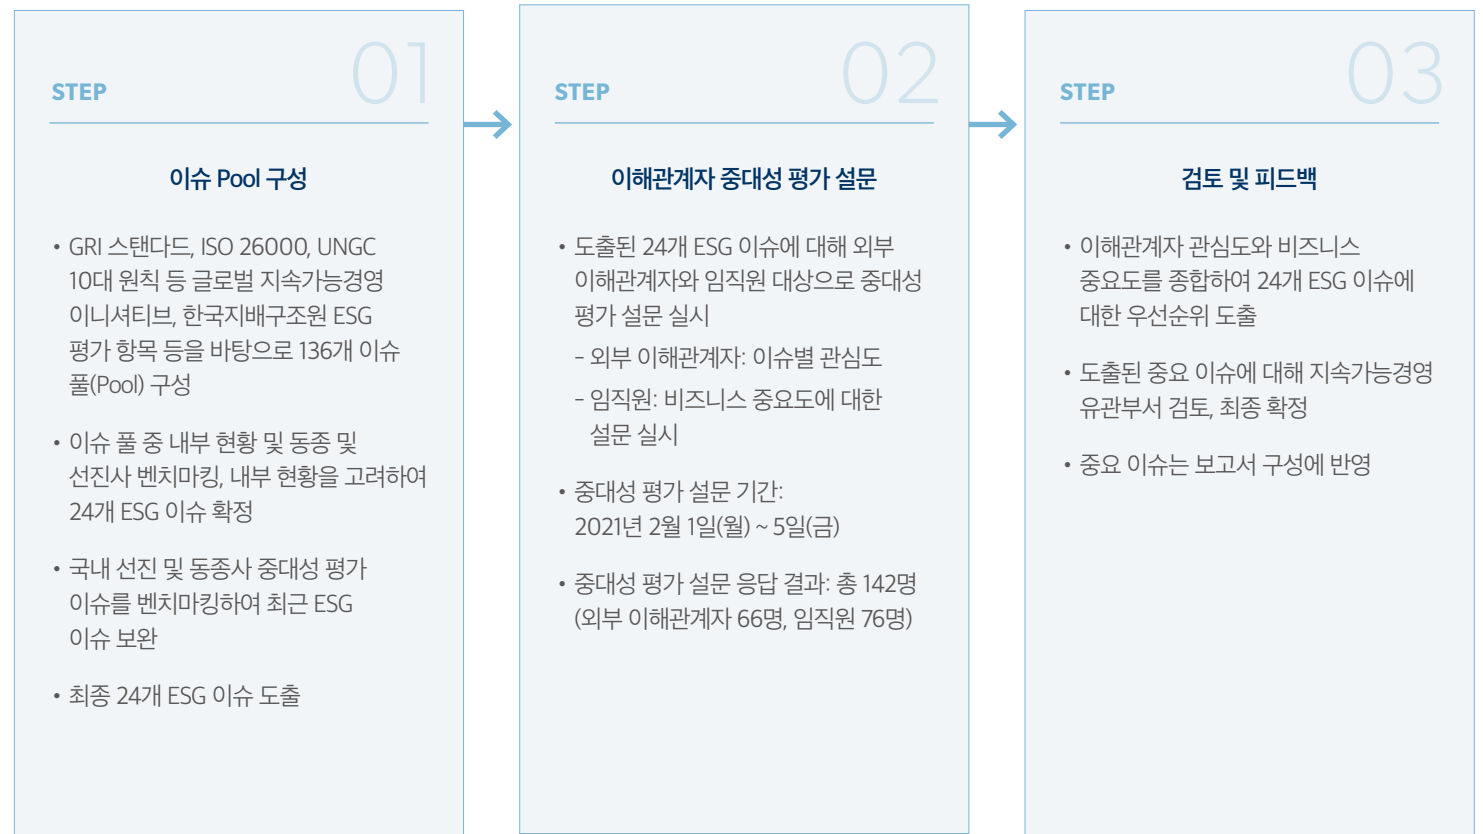 STEP
01
이슈 Pool 구성
• GRI 스탠다드, ISO 26000, UNGC
10대 원칙 등 글로벌 지속가능경영
이니셔티브, 한국지배구조원 ESG
평가 항목 등을 바탕으로 136개 이슈
풀(Pool) 구성
• 이슈 풀 중 내부 현황 및 동종 및
선진사 벤치마킹, 내부 현황을 고려하여
24개 ESG 이슈 확정
• 국내 선진 및 동종사 중대성 평가
이슈를 벤치마킹하여 최근 ESG
이슈 보완
• 최종 24개 ESG 이슈 도출
STEP
02
이해관계자 중대성 평가 설문
• 도출된 24개 ESG 이슈에 대해 외부
이해관계자와 임직원 대상으로 중대성
평가 설문 실시
- 외부 이해관계자: 이슈별 관심도
- 임직원: 비즈니스 중요도에 대한
설문 실시
• 중대성 평가 설문 기간:
2021년 2월 1일(월) ~ 5일(금)
• 중대성 평가 설문 응답 결과: 총 142명
(외부 이해관계자 66명, 임직원 76명)
STEP
03
검토 및 피드백
• 이해관계자 관심도와 비즈니스
중요도를 종합하여 24개 ESG 이슈에
대한 우선순위 도출
• 도출된 중요 이슈에 대해 지속가능경영
유관부서 검토, 최종 확정
• 중요 이슈는 보고서 구성에 반영